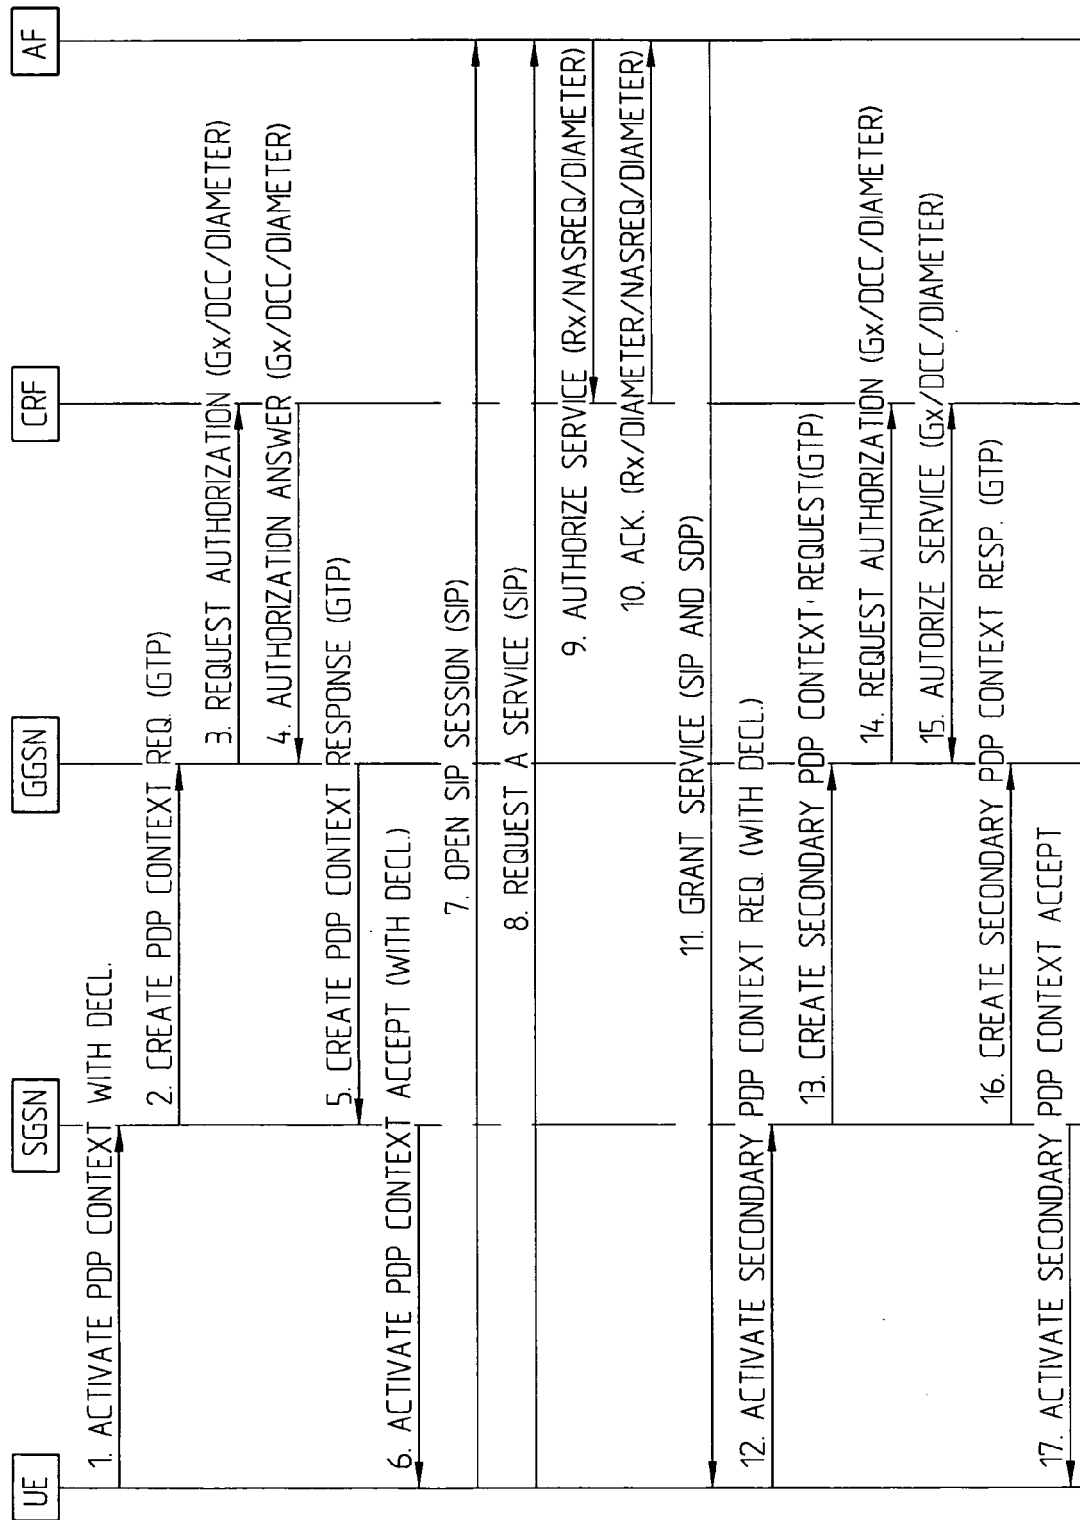 UE
SGSN
GGSN
CRF
AF
1. ACTIVATE PDP CONTEXT WITH DECL.
2. CREATE PDP CONTEXT REQ. (GTP)
3. REQUEST AUTHORIZATION (Gx/DCC/DIAMETER)
4. AUTHORIZATION ANSWER (Gx/DCC/DIAMETER)
5. CREATE PDP CONTEXT RESPONSE (GTP)
6. ACTIVATE PDP CONTEXT ACCEPT (WITH DECL.)
7. OPEN SIP SESSION (SIP)
8. REQUEST A SERVICE (SIP)
9. AUTHORIZE SERVICE (Rx/NASREQ/DIAMETER)
10. ACK. (Rx/DIAMETER/NASREQ/DIAMETER)
11. GRANT SERVICE (SIP AND SDP)
12. ACTIVATE SECONDARY PDP CONTEXT REQ. (WITH DECL.)
13. CREATE SECONDARY PDP CONTEXT REQUEST(GTP)
14. REQUEST AUTHORIZATION (Gx/DCC/DIAMETER)
15. AUTORIZE SERVICE (Gx/DCC/DIAMETER)
16. CREATE SECONDARY PDP CONTEXT RESP. (GTP)
17. ACTIVATE SECONDARY PDP CONTEXT ACCEPT